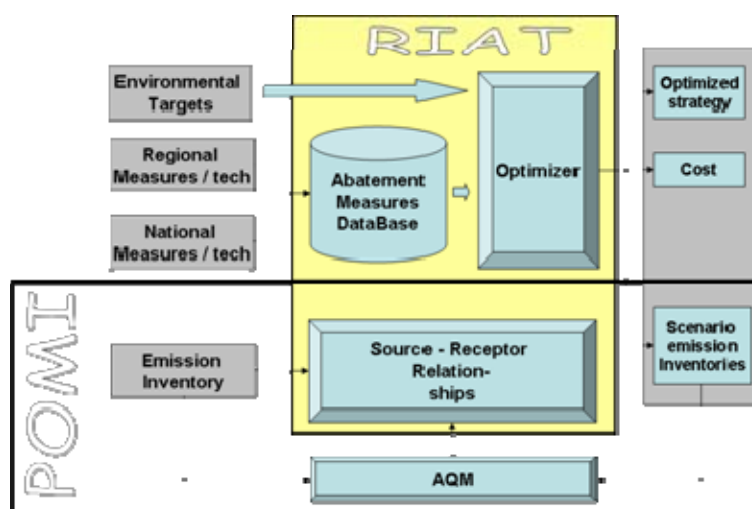 RIAT
Environmental
Targets
Regional
Measures / tech
National
Measures / tech
Abatement
Measures
DataBase
Optimizer
Optimized
strategy
Cost
POMI
Emission
Inventory
Source - Receptor
Relation-
ships
Scenario
emission
Inventories
AQM